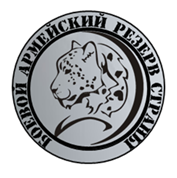 БОЕВОЙ АРМЕЙСКИЙ РЕЗЕРВ СТРАНЫ